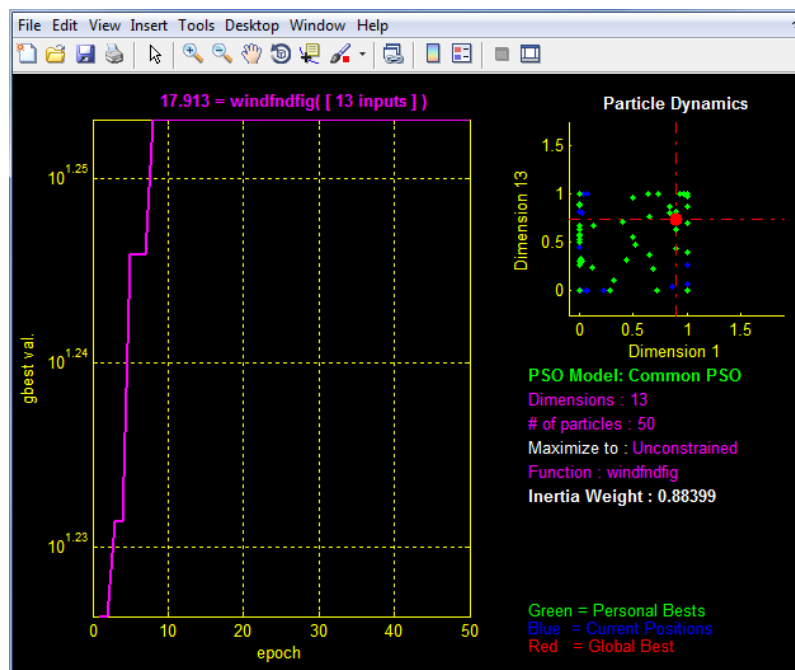 File Edit View Insert Tools Desktop Window Help
17.913 = windfndfig( [ 13 inputs ] )
10^1.25
10^1.24
10^1.23
gbest val.
0 10 20 30 40 50
epoch
Particle Dynamics
1.5
1
0.5
0
Dimension 13
0 0.5 1 1.5
Dimension 1
PSO Model: Common PSO
Dimensions : 13
# of particles : 50
Maximize to : Unconstrained
Function : windfndfig
Inertia Weight : 0.88399
Green = Personal Bests
Blue = Current Positions
Red = Global Best